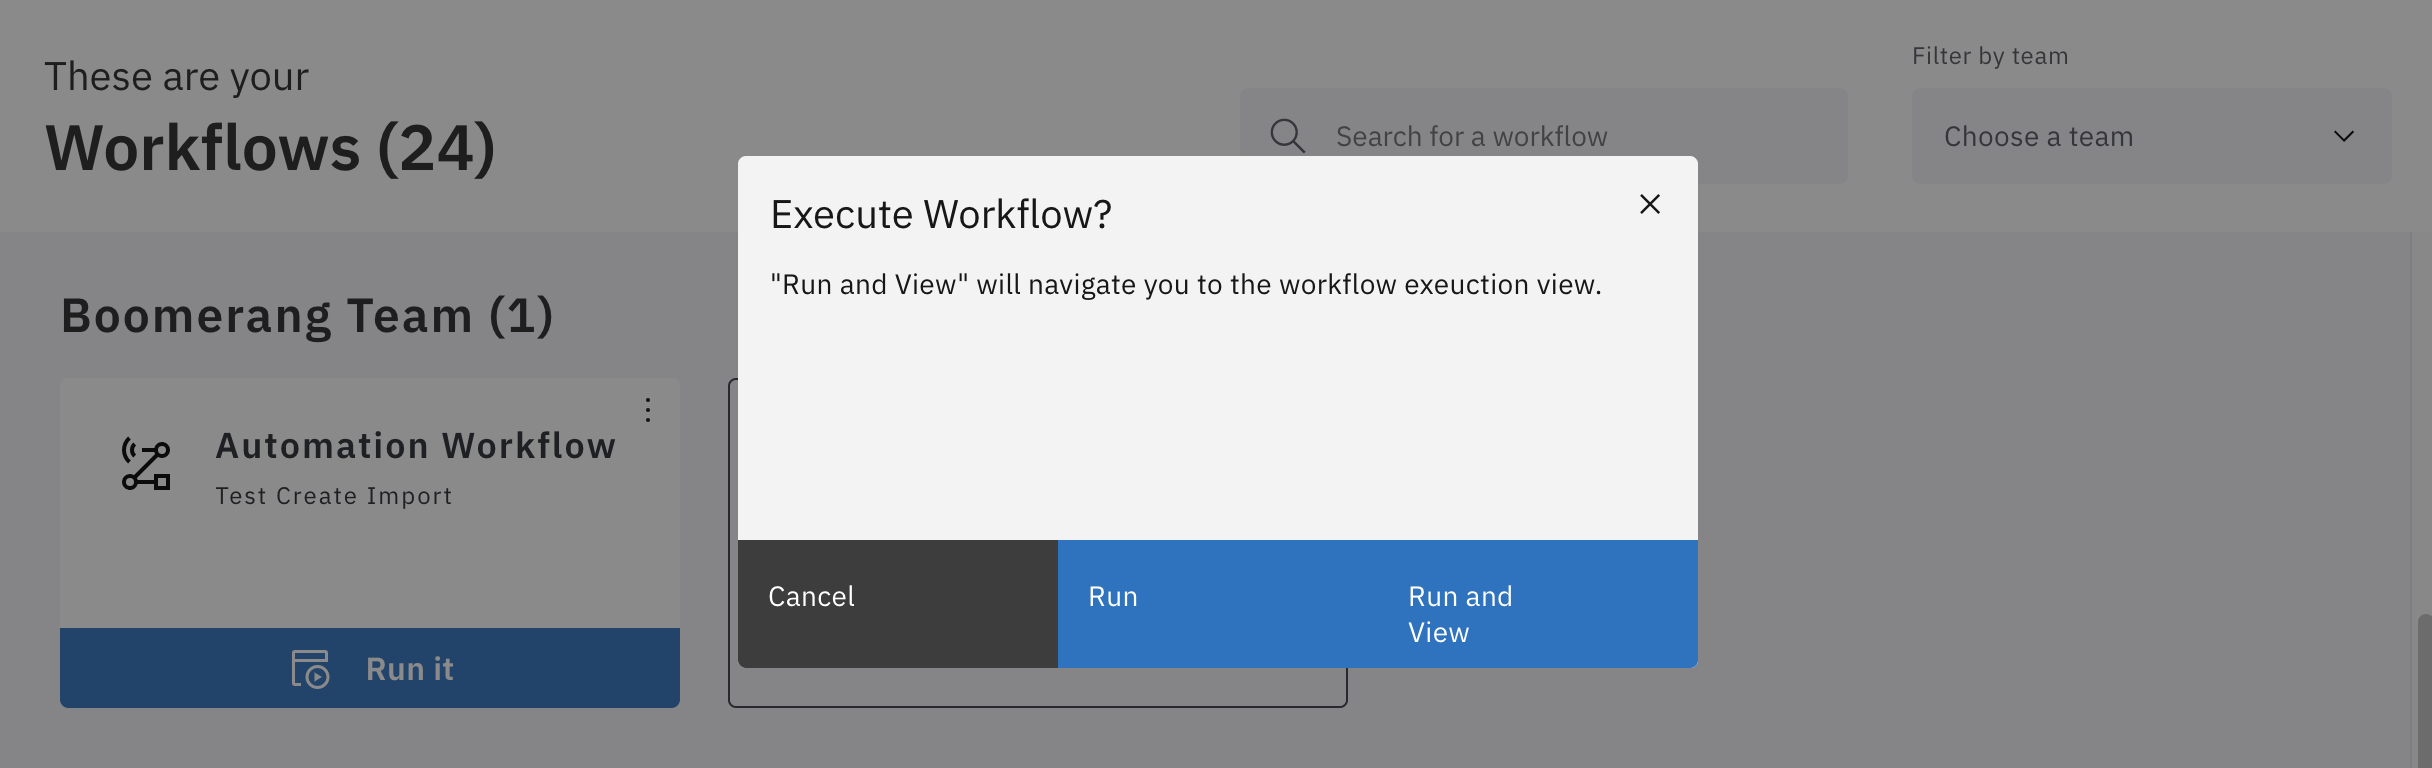 These are your
Workflows (24)
Filter by team
Search for a workflow
Choose a team
Boomerang Team (1)
Automation Workflow
Test Create Import
Run it
Execute Workflow?
"Run and View" will navigate you to the workflow exeuction view.
Cancel
Run
Run and
View